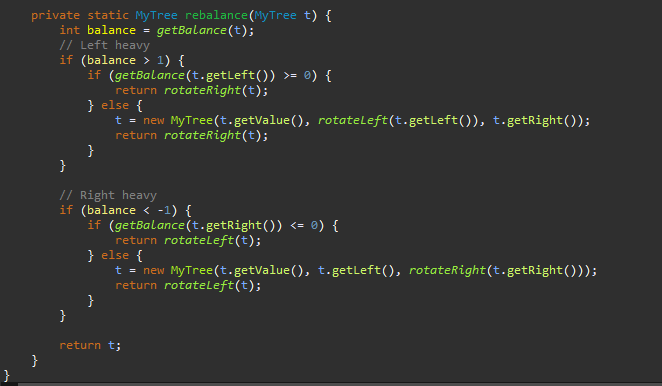 private static MyTree rebalance(MyTree t) {
        int balance = getBalance(t);
        // Left heavy
        if (balance > 1) {
            if (getBalance(t.getLeft()) >= 0) {
                return rotateRight(t);
            } else {
                t = new MyTree(t.getValue(), rotateLeft(t.getLeft()), t.getRight());
                return rotateRight(t);
            }
        }

        // Right heavy
        if (balance < -1) {
            if (getBalance(t.getRight()) <= 0) {
                return rotateLeft(t);
            } else {
                t = new MyTree(t.getValue(), t.getLeft(), rotateRight(t.getRight()));
                return rotateLeft(t);
            }
        }

        return t;
    }
}